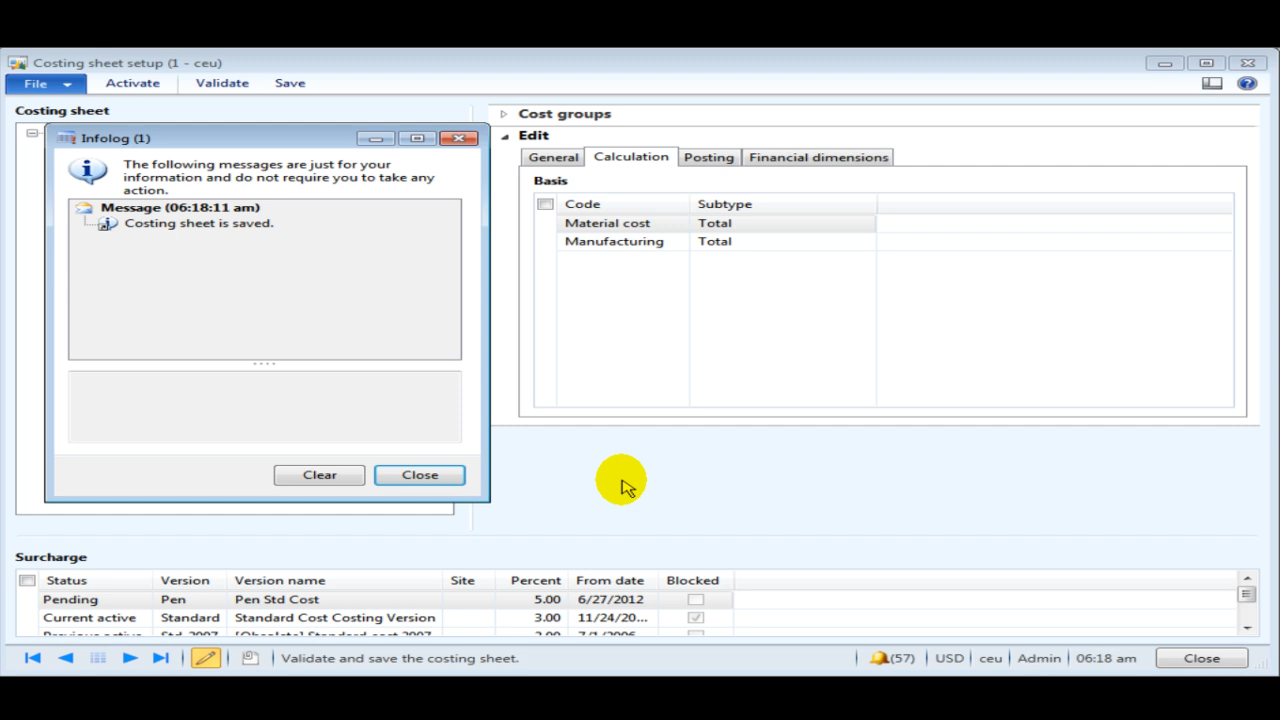 Costing sheet setup (1 - ceu)
File Activate Validate Save
Costing sheet
Infolog (1)
The following messages are just for your
information and do not require you to take any
action.
Message (06:18:11 am)
Costing sheet is saved.
Clear Close
Cost groups
Edit
General Calculation Posting Financial dimensions
Basis
Code Subtype
Material cost Total
Manufacturing Total
Surcharge
Status Version Version name Site Percent From date Blocked
Pending Pen Pen Std Cost 5.00 6/27/2012
Current active Standard Standard Cost Costing Version 3.00 11/24/20...
Validate and save the costing sheet. (57) USD ceu Admin 06:18 am Close